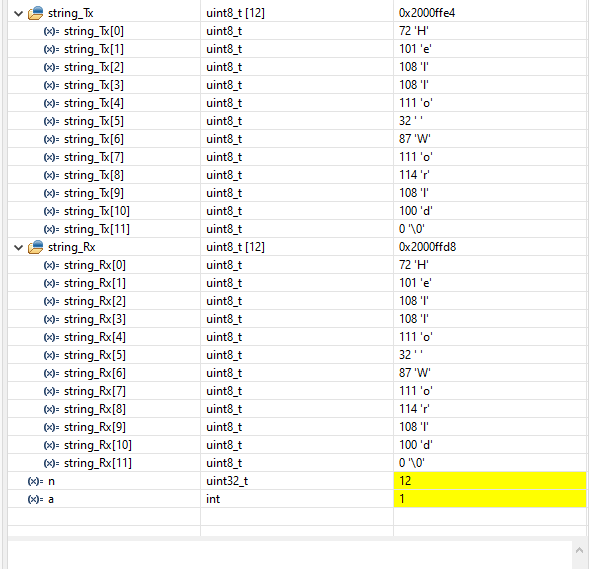 string_Tx uint8_t [12] 0x2000ffe4
(x)= string_Tx[0] uint8_t 72 'H'
(x)= string_Tx[1] uint8_t 101 'e'
(x)= string_Tx[2] uint8_t 108 'l'
(x)= string_Tx[3] uint8_t 108 'l'
(x)= string_Tx[4] uint8_t 111 'o'
(x)= string_Tx[5] uint8_t 32 ' '
(x)= string_Tx[6] uint8_t 87 'W'
(x)= string_Tx[7] uint8_t 111 'o'
(x)= string_Tx[8] uint8_t 114 'r'
(x)= string_Tx[9] uint8_t 108 'l'
(x)= string_Tx[10] uint8_t 100 'd'
(x)= string_Tx[11] uint8_t 0 '\0'
string_Rx uint8_t [12] 0x2000ffd8
(x)= string_Rx[0] uint8_t 72 'H'
(x)= string_Rx[1] uint8_t 101 'e'
(x)= string_Rx[2] uint8_t 108 'l'
(x)= string_Rx[3] uint8_t 108 'l'
(x)= string_Rx[4] uint8_t 111 'o'
(x)= string_Rx[5] uint8_t 32 ' '
(x)= string_Rx[6] uint8_t 87 'W'
(x)= string_Rx[7] uint8_t 111 'o'
(x)= string_Rx[8] uint8_t 114 'r'
(x)= string_Rx[9] uint8_t 108 'l'
(x)= string_Rx[10] uint8_t 100 'd'
(x)= string_Rx[11] uint8_t 0 '\0'
(x)= n uint32_t 12
(x)= a int 1